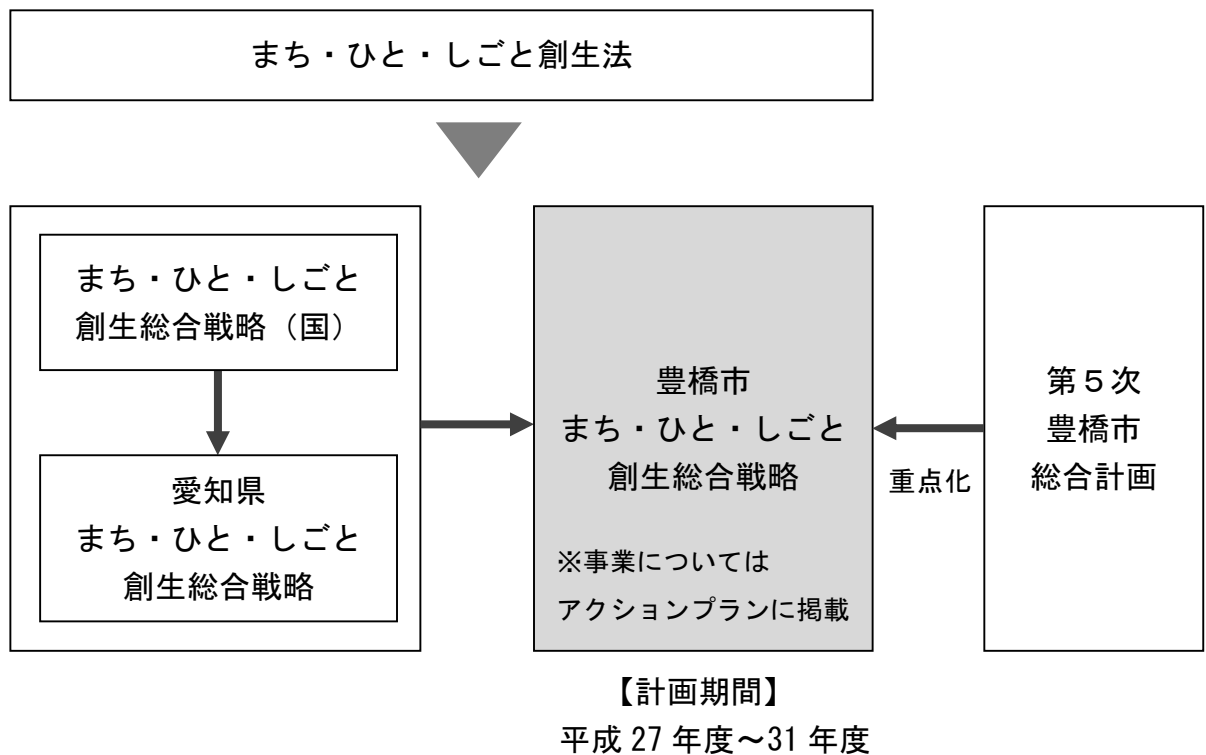 まち・ひと・しごと創生法
まち・ひと・しごと
創生総合戦略（国）
愛知県
まち・ひと・しごと
創生総合戦略
豊橋市
まち・ひと・しごと
創生総合戦略
※事業については
アクションプランに掲載
重点化
第５次
豊橋市
総合計画
【計画期間】
平成 27 年度～31 年度